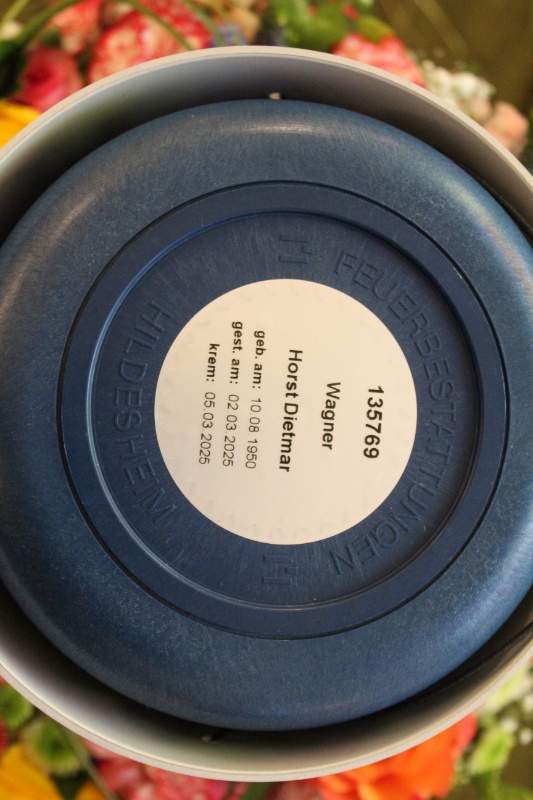 FEUERBESTATTUNGEN
HILDESHEIM
135769
Wagner
Horst Dietmar
geb. am: 10 08 1950
gest. am: 02 03. 2025
krem: 05.03.2025